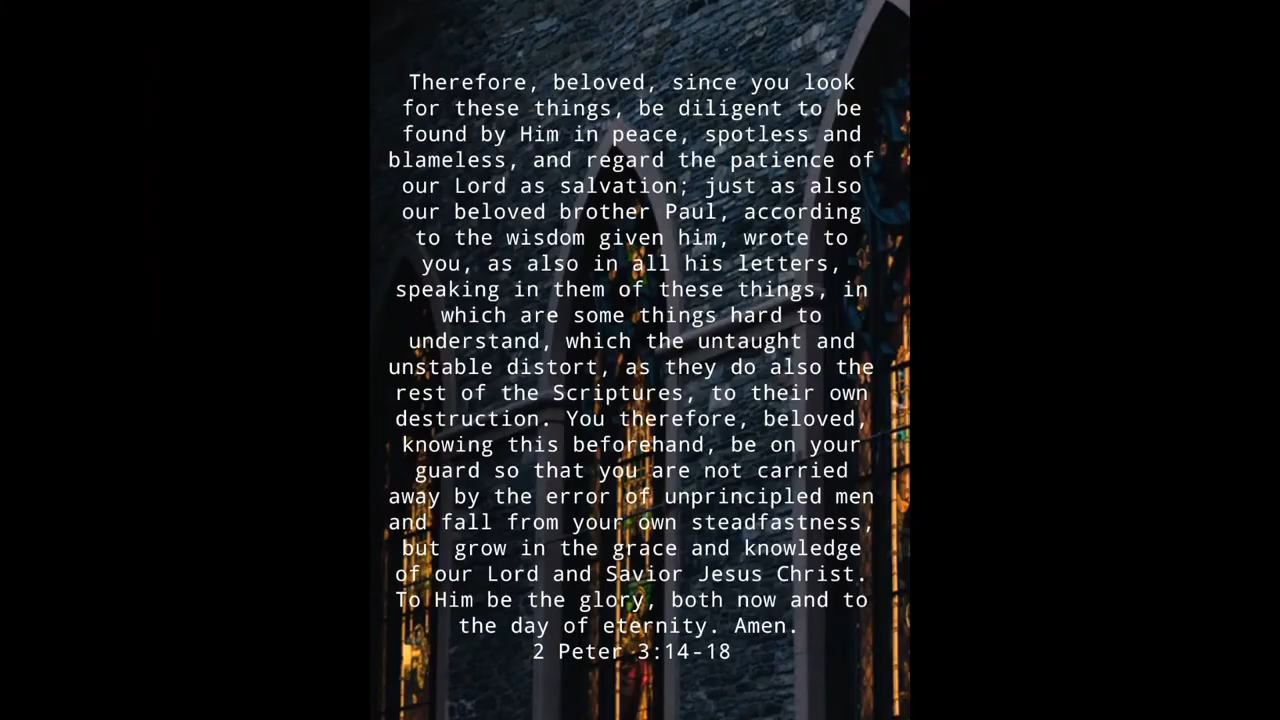 Therefore, beloved, since you look
for these things, be diligent to be
found by Him in peace, spotless and
blameless, and regard the patience of
our Lord as salvation; just as also
our beloved brother Paul, according
to the wisdom given him, wrote to
you, as also in all his letters,
speaking in them of these things, in
which are some things hard to
understand, which the untaught and
unstable distort, as they do also the
rest of the Scriptures, to their own
destruction. You therefore, beloved,
knowing this beforehand, be on your
guard so that you are not carried
away by the error of unprincipled men
and fall from your own steadfastness,
but grow in the grace and knowledge
of our Lord and Savior Jesus Christ.
To Him be the glory, both now and to
the day of eternity. Amen.
2 Peter 3:14-18